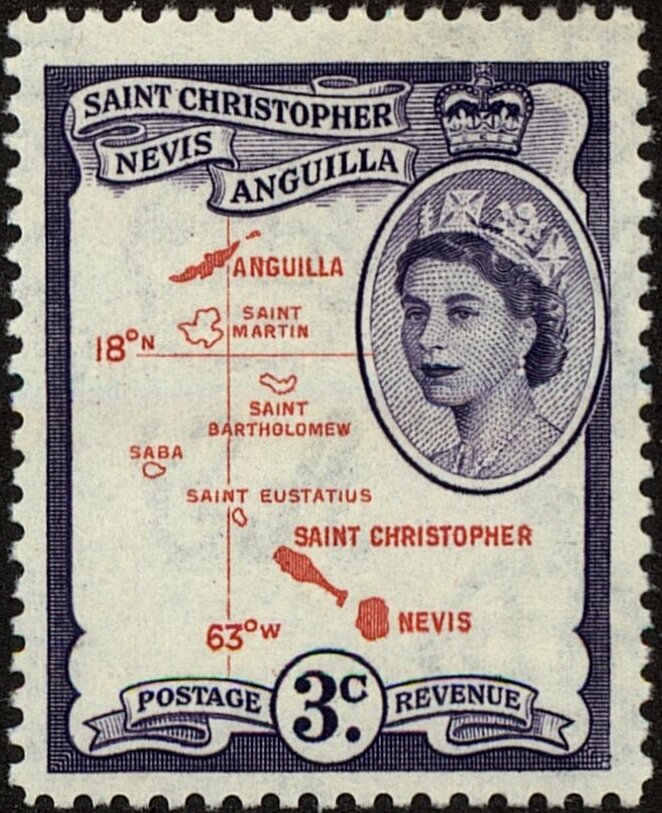 SAINT CHRISTOPHER
NEVIS
ANGUILLA
ANGUILLA
SAINT
MARTIN
18°N
SAINT
BARTHOLOMEW
SABA
SAINT EUSTATIUS
SAINT CHRISTOPHER
NEVIS
63°W
POSTAGE 3c. REVENUE